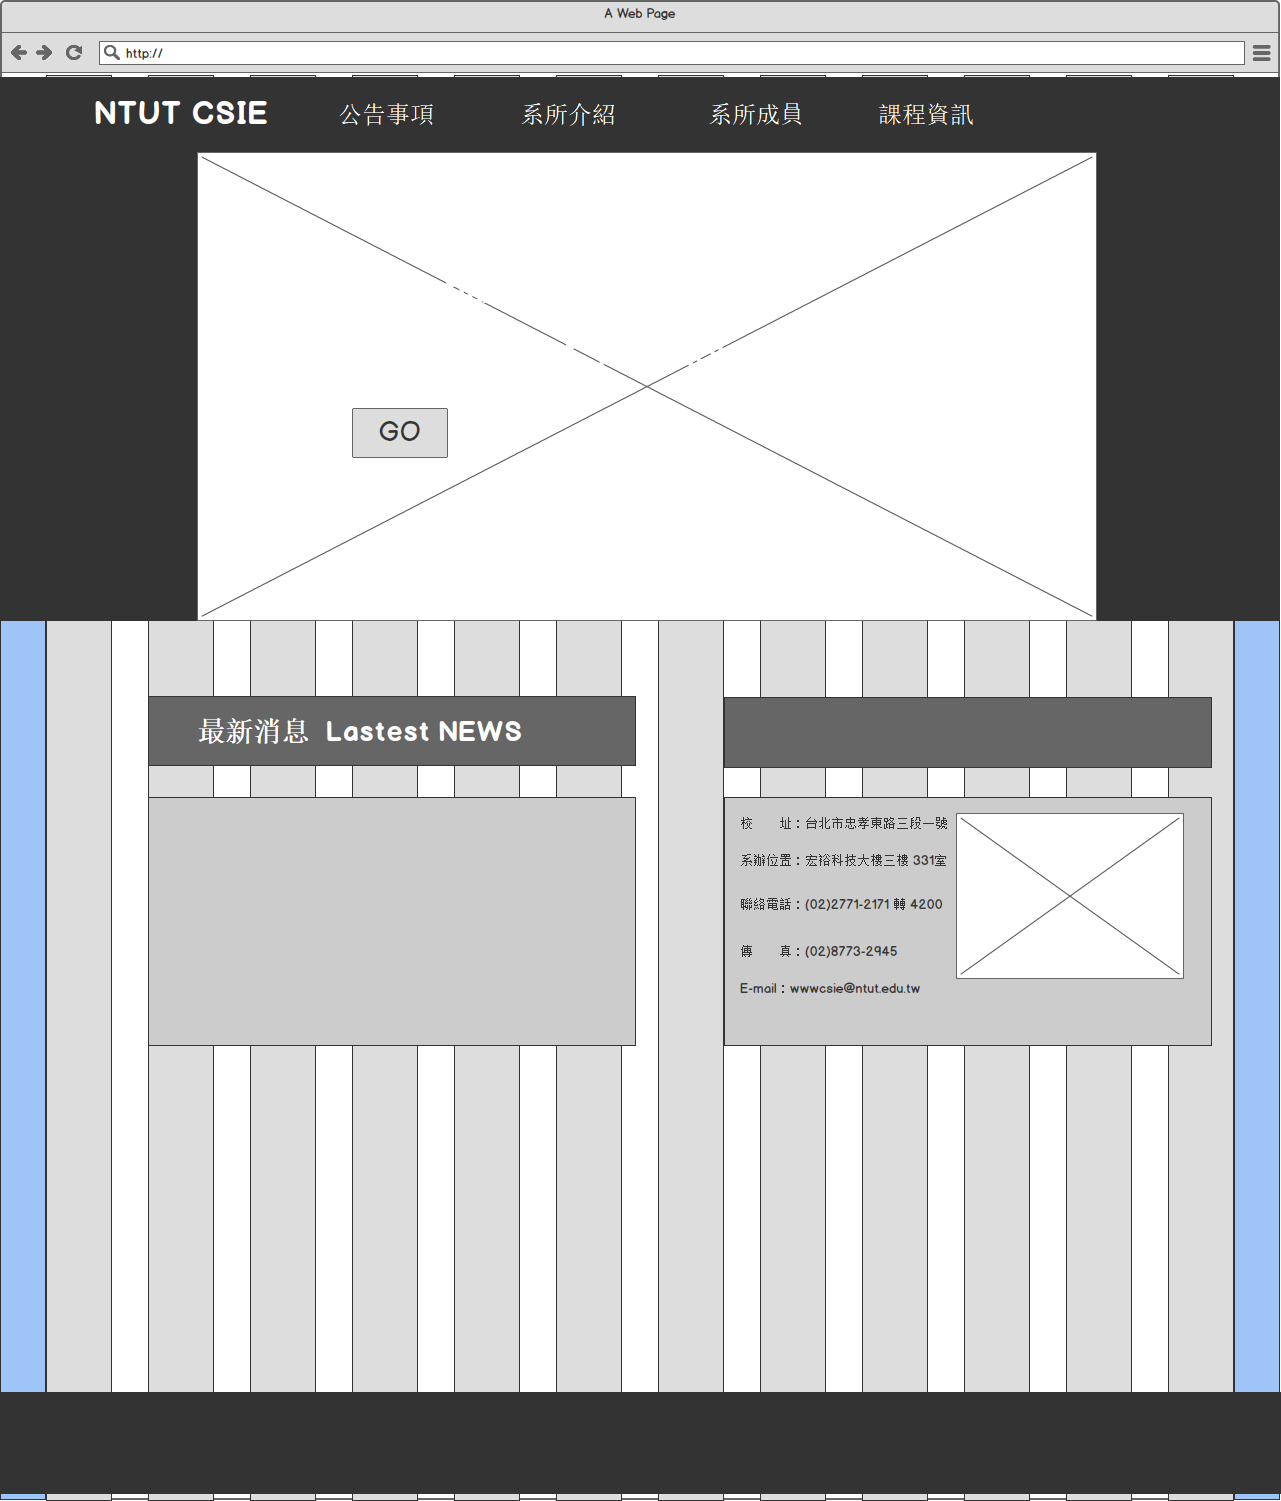 A Web Page
http://
NTUT CSIE 公告事項 系所介紹 系所成員 課程資訊
GO
最新消息 Lastest NEWS
校　　址：台北市忠孝東路三段一號
系辦位置：宏裕科技大樓三樓 331室
聯絡電話：(02)2771-2171 轉 4200
傳　　真：(02)8773-2945
E-mail：wwwcsie@ntut.edu.tw